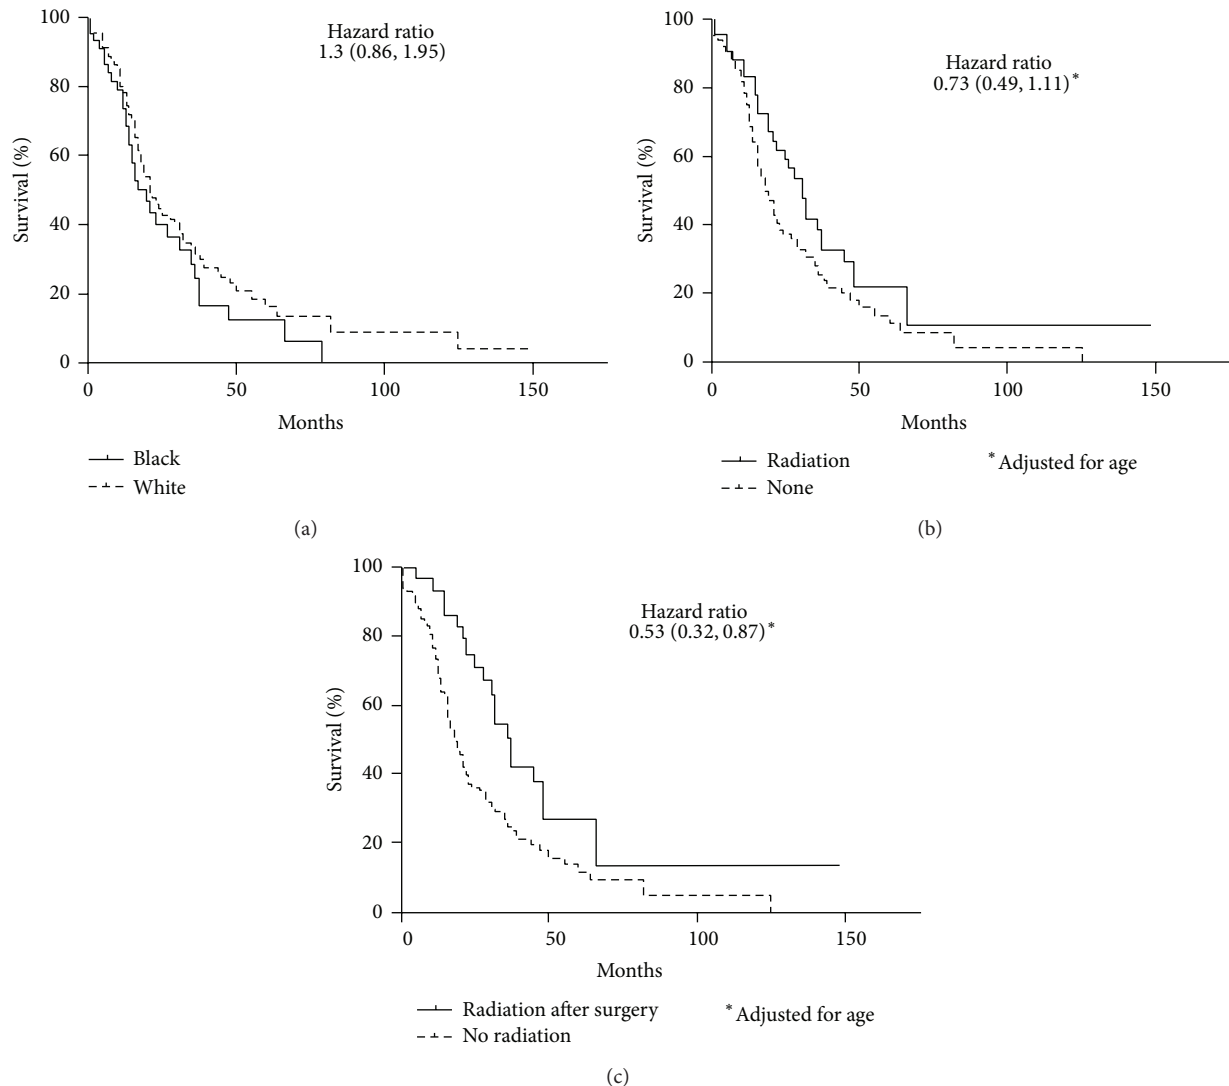 Hazard ratio
1.3 (0.86, 1.95)
100
80
60
40
20
0
Survival (%)
0 50 100 150
Months
Black
White
(a)
Hazard ratio
0.73 (0.49, 1.11)*
100
80
60
40
20
0
Survival (%)
0 50 100 150
Months
Radiation
None
*Adjusted for age
(b)
Hazard ratio
0.53 (0.32, 0.87)*
100
80
60
40
20
0
Survival (%)
0 50 100 150
Months
Radiation after surgery
No radiation
*Adjusted for age
(c)